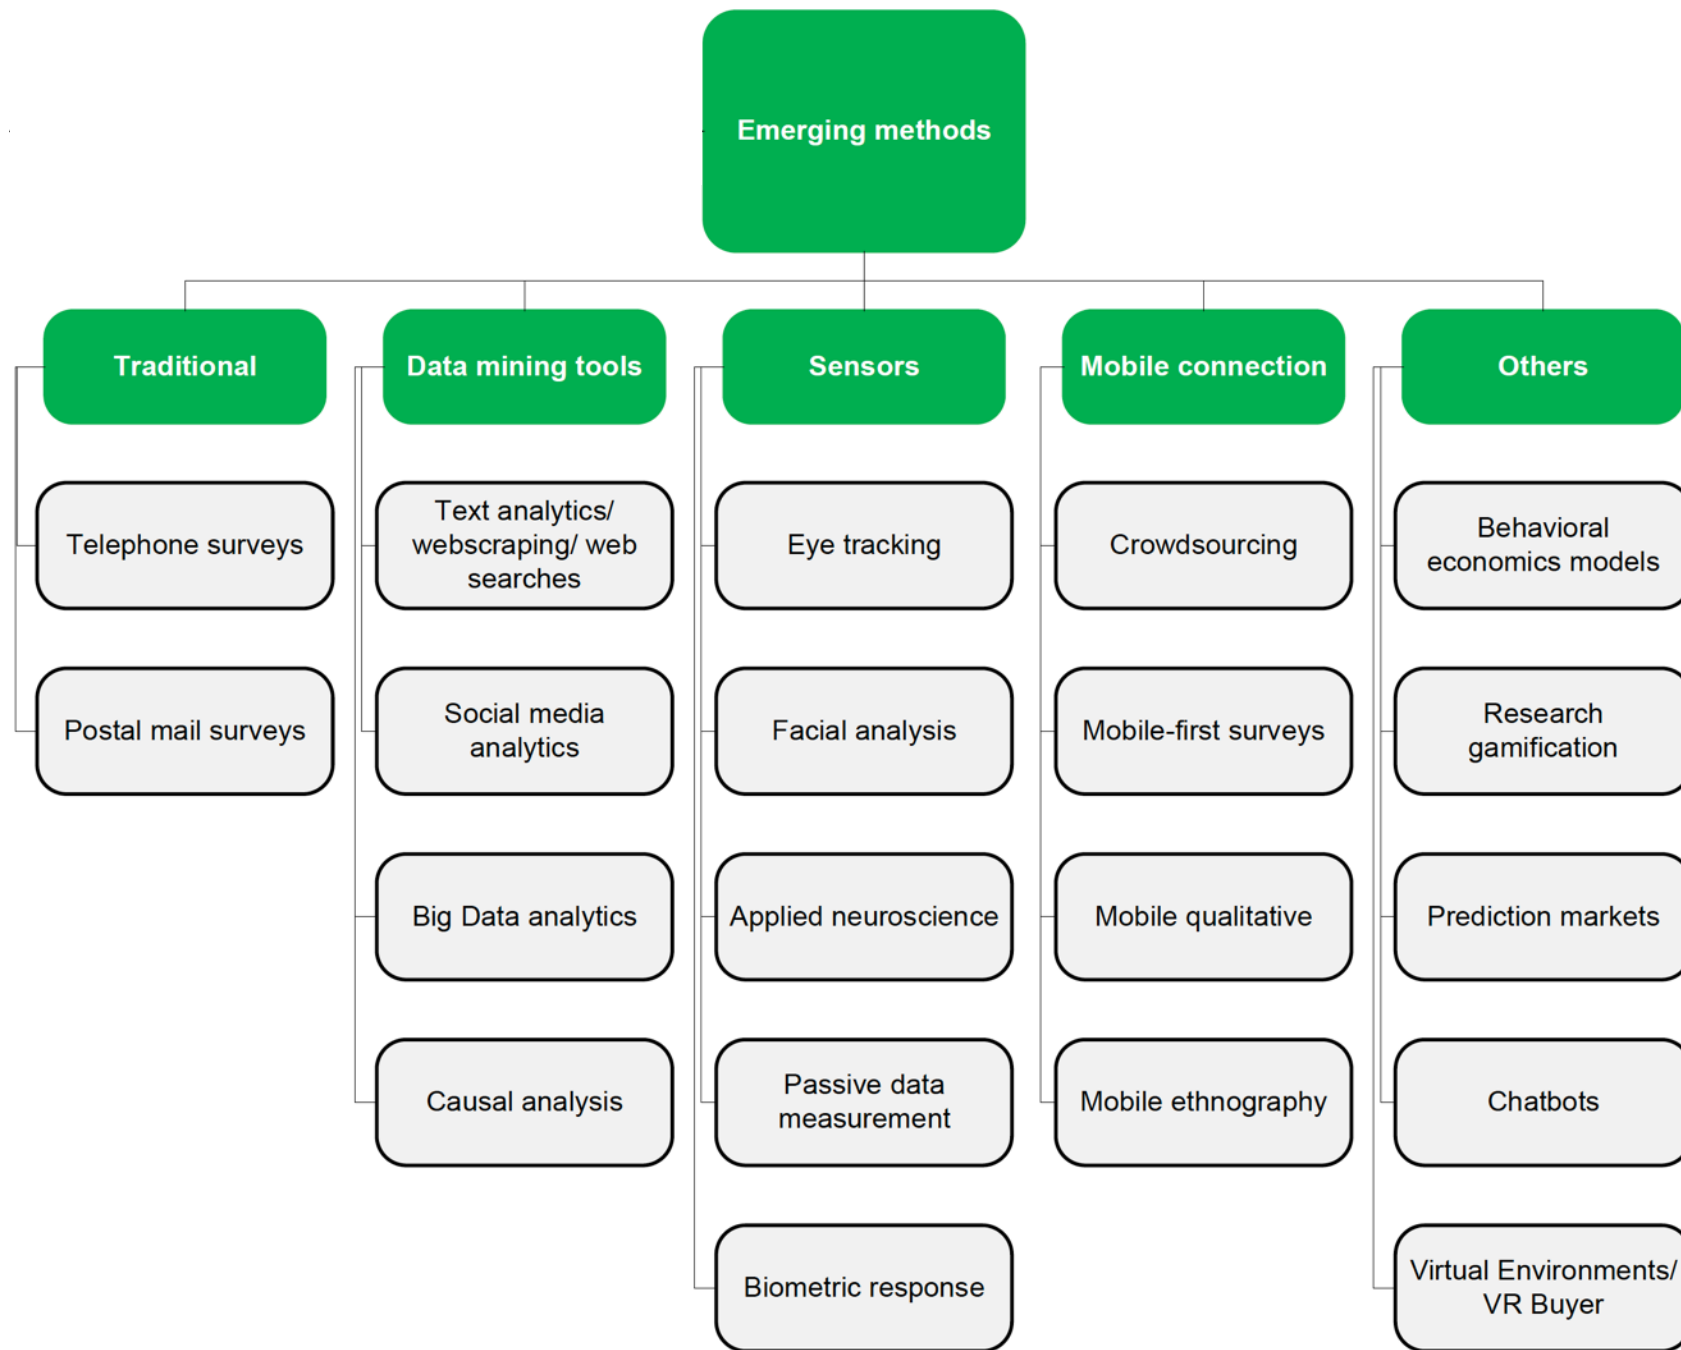 Emerging methods
Traditional
Data mining tools
Sensors
Mobile connection
Others
Telephone surveys
Text analytics/
webscraping/ web
searches
Eye tracking
Crowdsourcing
Behavioral
economics models
Postal mail surveys
Social media
analytics
Facial analysis
Mobile-first surveys
Research
gamification
Big Data analytics
Applied neuroscience
Mobile qualitative
Prediction markets
Causal analysis
Passive data
measurement
Mobile ethnography
Chatbots
Biometric response
Virtual Environments/
VR Buyer